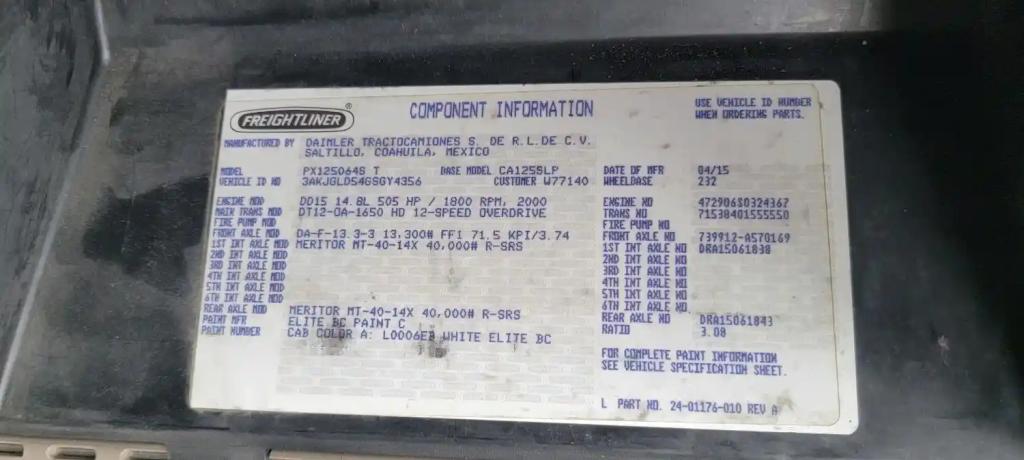 FREIGHTLINER ®
COMPONENT INFORMATION
USE VEHICLE ID NUMBER
WHEN ORDERING PARTS.
MANUFACTURED BY DAIMLER TRACTOCAMIONES S. DE R.L.DE C.V.
SALTILLO, COAHUILA, MEXICO
MODEL PX125064S T BASE MODEL CA125SLP DATE OF MFR 04/15
VEHICLE ID NO 3AKJGLD54GSGY4356 CUSTOMER W77140 WHEELBASE 232
ENGINE MOD DD15 14.8L 505 HP / 1800 RPM, 2000 ENGINE NO 472906S0324367
MAIN TRANS MOD DT12-OA-1650 HD 12-SPEED OVERDRIVE TRANS NO 71538401555550
FIRE PUMP MOD FIRE PUMP NO
FRONT AXLE MOD DA-F-13.3-3 13,300# FF1 71.5 KPI/3.74 FRONT AXLE NO 739912-A570169
1ST INT AXLE MOD MERITOR MT-40-14X 40,000# R-SRS 1ST INT AXLE NO DRA15061838
2ND INT AXLE MOD 2ND INT AXLE NO
3RD INT AXLE MOD 3RD INT AXLE NO
4TH INT AXLE MOD 4TH INT AXLE NO
5TH INT AXLE MOD 5TH INT AXLE NO
6TH INT AXLE MOD 6TH INT AXLE NO
REAR AXLE MOD MERITOR MT-40-14X 40,000# R-SRS REAR AXLE NO DRA15061843
PAINT MFR ELITE BC PAINT C RATIO 3.08
PAINT NUMBER CAB COLOR A: L0006EB WHITE ELITE BC
FOR COMPLETE PAINT INFORMATION
SEE VEHICLE SPECIFICATION SHEET.
L PART NO. 24-01176-010 REV A